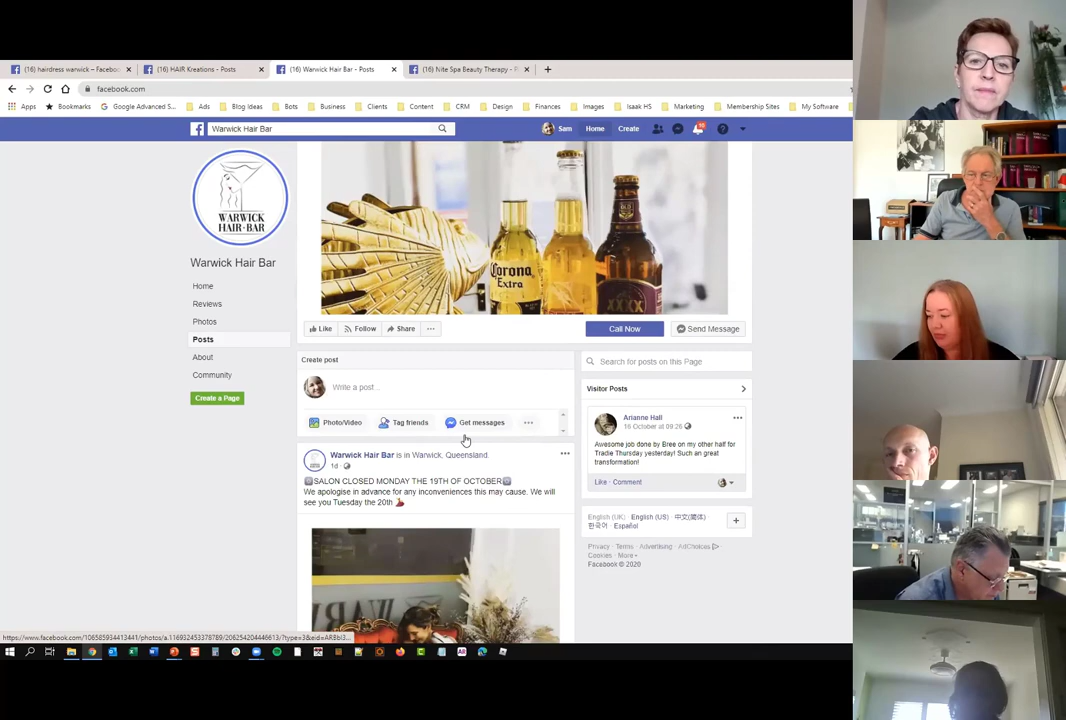 (16) hairdress warwick – Faceboo
(16) HAIR Kreations - Posts
(16) Warwick Hair Bar - Posts
(16) Nite Spa Beauty Therapy - P
facebook.com
Apps
Bookmarks
Google Advanced S...
Ads
Blog Ideas
Bots
Business
Clients
Content
CRM
Design
Finances
Images
Isaak HS
Marketing
Membership Sites
My Software
Warwick Hair Bar
Sam
Home
Create
WARWICK
HAIR-BAR
Warwick Hair Bar
Home
Reviews
Photos
Posts
About
Community
Create a Page
Corona
Extra
XXXX
Like
Follow
Share
Call Now
Send Message
Create post
Write a post...
Photo/Video
Tag friends
Get messages
Warwick Hair Bar is in Warwick, Queensland.
1d
SALON CLOSED MONDAY THE 19TH OF OCTOBER
We apologise in advance for any inconveniences this may cause. We will
see you Tuesday the 20th
Search for posts on this Page
Visitor Posts
Arianne Hall
16 October at 09:26
Awesome job done by Bree on my other half for
Tradie Thursday yesterday! Such an great
transformation!
Like · Comment
English (UK) · English (US) · 中文(简体) ·
한국어 · Español
Privacy · Terms · Advertising · AdChoices
Cookies · More
Facebook © 2020